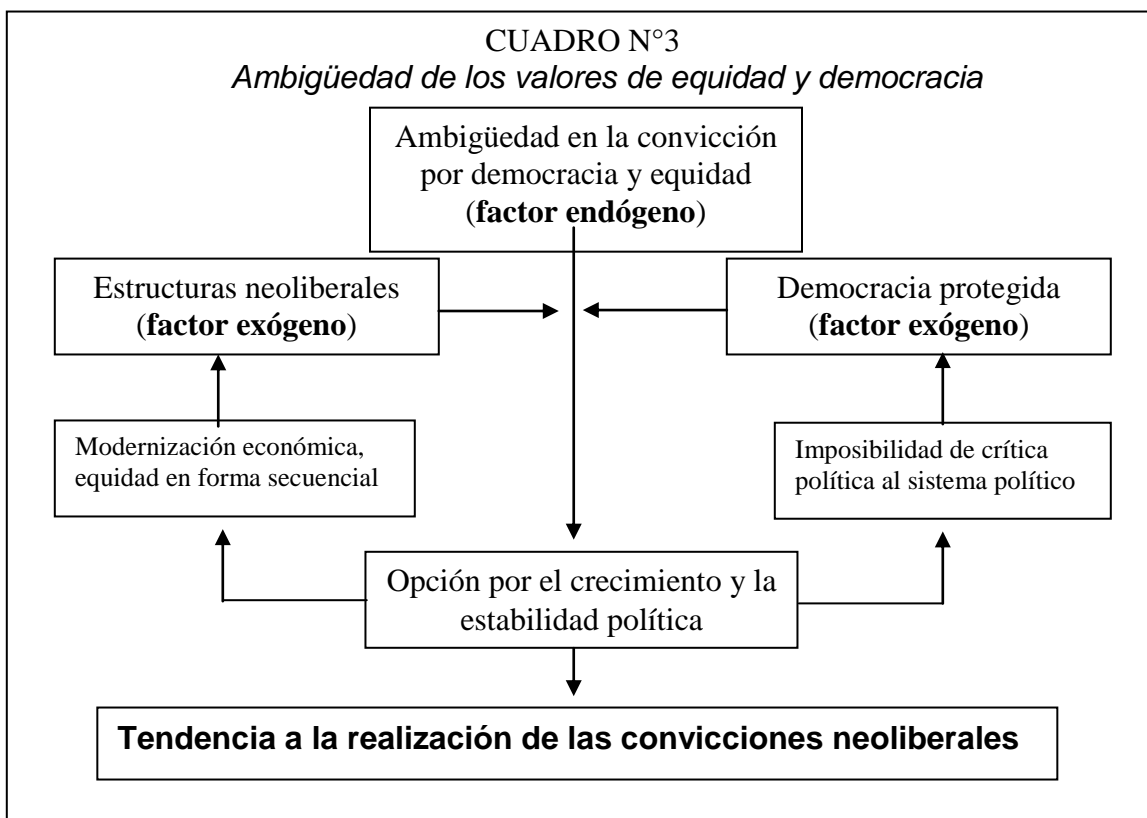 CUADRO N°3
Ambigüedad de los valores de equidad y democracia
Ambigüedad en la convicción
por democracia y equidad
(factor endógeno)
Estructuras neoliberales
(factor exógeno)
Democracia protegida
(factor exógeno)
Modernización económica,
equidad en forma secuencial
Imposibilidad de crítica
política al sistema político
Opción por el crecimiento y la
estabilidad política
Tendencia a la realización de las convicciones neoliberales